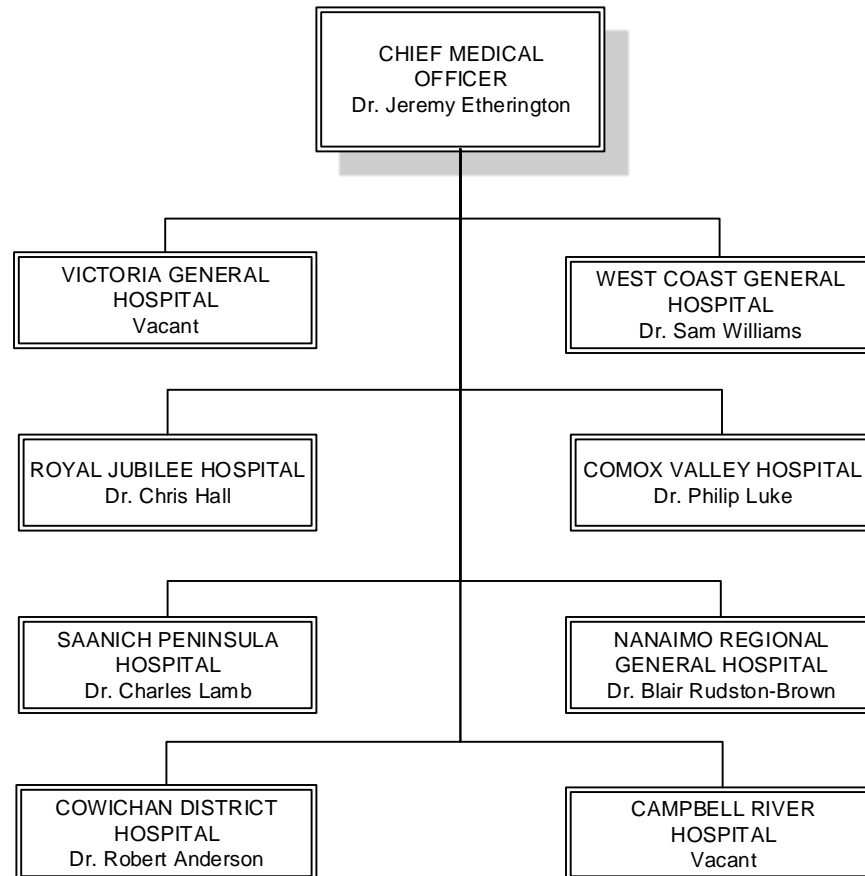 CHIEF MEDICAL
OFFICER
Dr. Jeremy Etherington
VICTORIA GENERAL
HOSPITAL
Vacant
WEST COAST GENERAL
HOSPITAL
Dr. Sam Williams
ROYAL JUBILEE HOSPITAL
Dr. Chris Hall
COMOX VALLEY HOSPITAL
Dr. Philip Luke
SAANICH PENINSULA
HOSPITAL
Dr. Charles Lamb
NANAIMO REGIONAL
GENERAL HOSPITAL
Dr. Blair Rudston-Brown
COWICHAN DISTRICT
HOSPITAL
Dr. Robert Anderson
CAMPBELL RIVER
HOSPITAL
Vacant